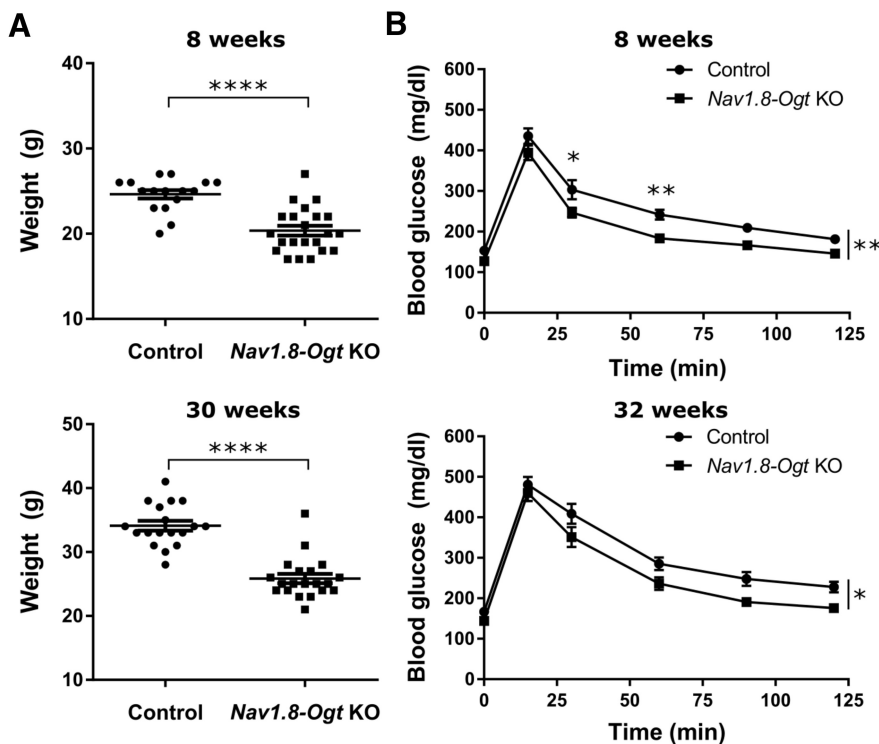 A
8 weeks
Weight (g)
40
30
20
10
****
Control
Nav1.8-Ogt KO
30 weeks
Weight (g)
50
40
30
20
10
****
Control
Nav1.8-Ogt KO
B
8 weeks
Blood glucose (mg/dl)
600
500
400
300
200
100
0
Control
Nav1.8-Ogt KO
*
**
**
0 25 50 75 100 125
Time (min)
32 weeks
Blood glucose (mg/dl)
600
500
400
300
200
100
0
Control
Nav1.8-Ogt KO
*
0 25 50 75 100 125
Time (min)